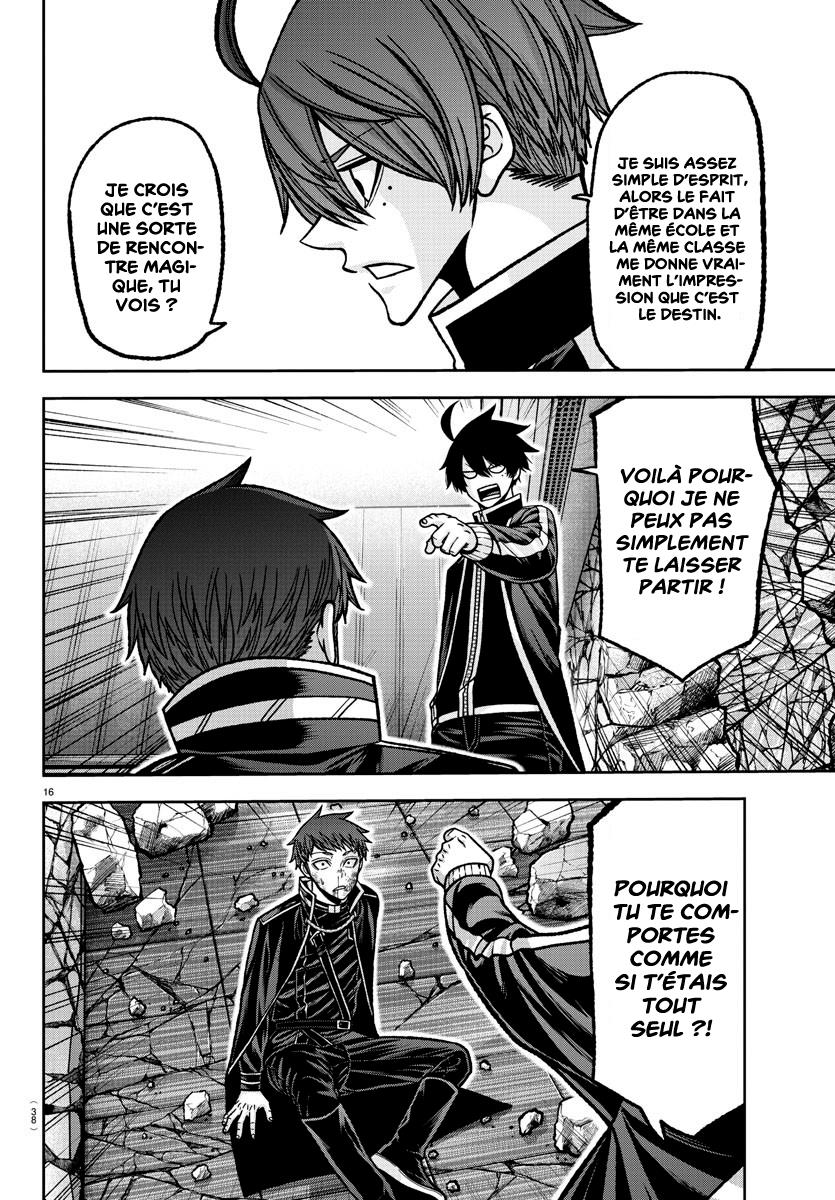 JE SUIS ASSEZ
SIMPLE D'ESPRIT,
ALORS LE FAIT
D'ÊTRE DANS LA
MÊME ÉCOLE ET
LA MÊME CLASSE
ME DONNE VRAI-
MENT L'IMPRES-
SION QUE C'EST
LE DESTIN.
JE CROIS
QUE C'EST
UNE SORTE
DE RENCON-
TRE MAGI-
QUE, TU
VOIS ?
VOILÀ POUR-
QUOI JE NE
PEUX PAS
SIMPLEMENT
TE LAISSER
PARTIR !
16
POURQUOI
TU TE COM-
PORTES
COMME
SI T'ÉTAIS
TOUT
SEUL ?!
(38)